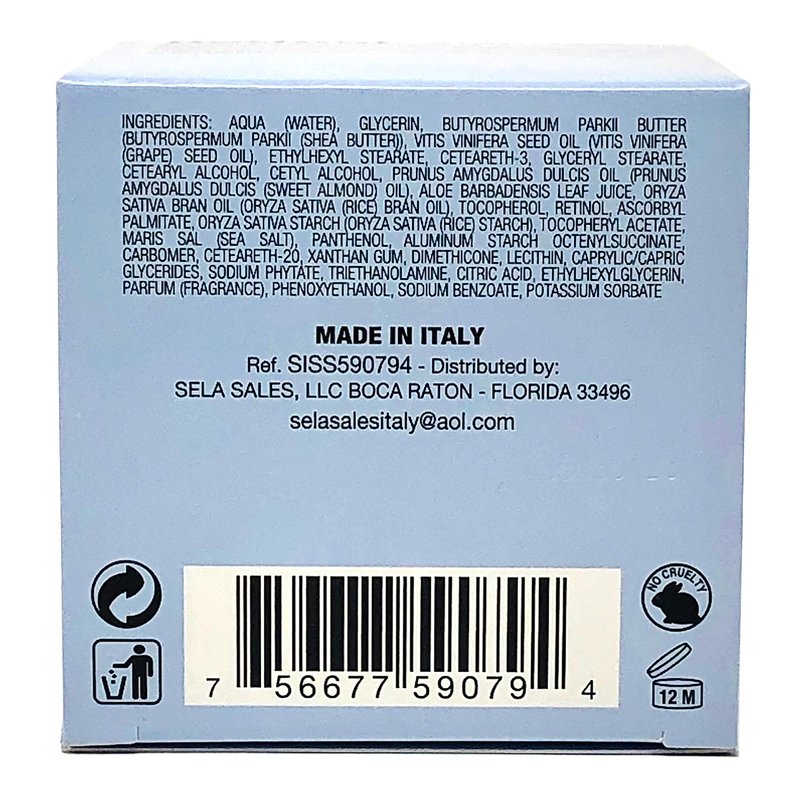 INGREDIENTS: AQUA (WATER), GLYCERIN, BUTYROSPERMUM PARKII BUTTER
(BUTYROSPERMUM PARKII (SHEA BUTTER)), VITIS VINIFERA SEED OIL (VITIS VINIFERA
(GRAPE) SEED OIL), ETHYLHEXYL STEARATE, CETEARETH-3, GLYCERYL STEARATE,
CETEARYL ALCOHOL, CETYL ALCOHOL, PRUNUS AMYGDALUS DULCIS OIL (PRUNUS
AMYGDALUS DULCIS (SWEET ALMOND) OIL), ALOE BARBADENSIS LEAF JUICE, ORYZA
SATIVA BRAN OIL (ORYZA SATIVA (RICE) BRAN OIL), TOCOPHEROL, RETINOL, ASCORBYL
PALMITATE, ORYZA SATIVA STARCH (ORYZA SATIVA (RICE) STARCH), TOCOPHERYL ACETATE,
MARIS SAL (SEA SALT), PANTHENOL, ALUMINUM STARCH OCTENYLSUCCINATE,
CARBOMER, CETEARETH-20, XANTHAN GUM, DIMETHICONE, LECITHIN, CAPRYLIC/CAPRIC
GLYCERIDES, SODIUM PHYTATE, TRIETHANOLAMINE, CITRIC ACID, ETHYLHEXYLGLYCERIN,
PARFUM (FRAGRANCE), PHENOXYETHANOL, SODIUM BENZOATE, POTASSIUM SORBATE
MADE IN ITALY
Ref. SISS590794 - Distributed by:
SELA SALES, LLC BOCA RATON - FLORIDA 33496
selasalesitaly@aol.com
NO CRUELTY
7 56677 59079 4
12 M